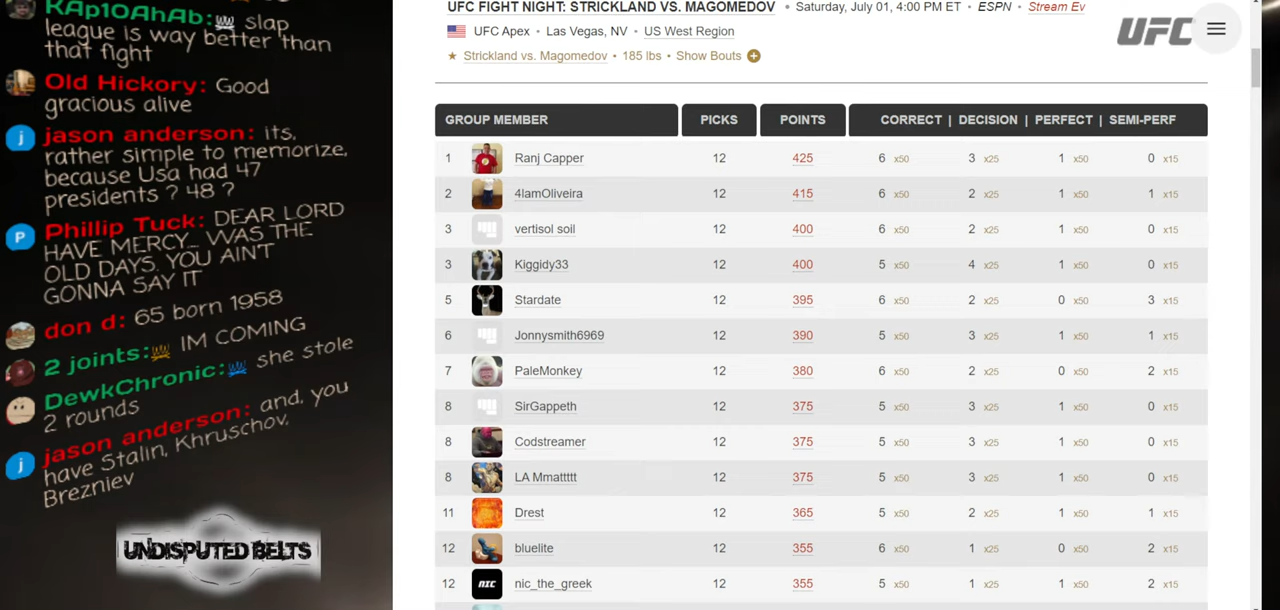 KAp10AhAb: slap
league is way better than
that fight
Old Hickory: Good
gracious alive
jason anderson: its,
rather simple to memorize,
because Usa had 47
presidents ? 48 ?
Phillip Tuck: DEAR LORD
HAVE MERCY... WAS THE
OLD DAYS. YOU AIN'T
GONNA SAY IT
don d: 65 born 1958
2 joints: IM COMING
DewkChronic: she stole
2 rounds
jason anderson: and, you
have Stalin, Khruschov,
Brezniev
UNDISPUTED BELTS
UFC FIGHT NIGHT: STRICKLAND VS. MAGOMEDOV • Saturday, July 01, 4:00 PM ET • ESPN • Stream Ev
UFC Apex • Las Vegas, NV • US West Region
Strickland vs. Magomedov • 185 lbs • Show Bouts
UFC
GROUP MEMBER PICKS POINTS CORRECT | DECISION | PERFECT | SEMI-PERF
1 Ranj Capper 12 425 6 x50 3 x25 1 x50 0 x15
2 4lamOliveira 12 415 6 x50 2 x25 1 x50 1 x15
3 vertisol soil 12 400 6 x50 2 x25 1 x50 0 x15
3 Kiggidy33 12 400 5 x50 4 x25 1 x50 0 x15
5 Stardate 12 395 6 x50 2 x25 0 x50 3 x15
6 Jonnysmith6969 12 390 5 x50 3 x25 1 x50 1 x15
7 PaleMonkey 12 380 6 x50 2 x25 0 x50 2 x15
8 SirGappeth 12 375 5 x50 3 x25 1 x50 0 x15
8 Codstreamer 12 375 5 x50 3 x25 1 x50 0 x15
8 LA Mmattttt 12 375 5 x50 3 x25 1 x50 0 x15
11 Drest 12 365 5 x50 2 x25 1 x50 1 x15
12 bluelite 12 355 6 x50 1 x25 0 x50 2 x15
12 NIC nic_the_greek 12 355 5 x50 1 x25 1 x50 2 x15